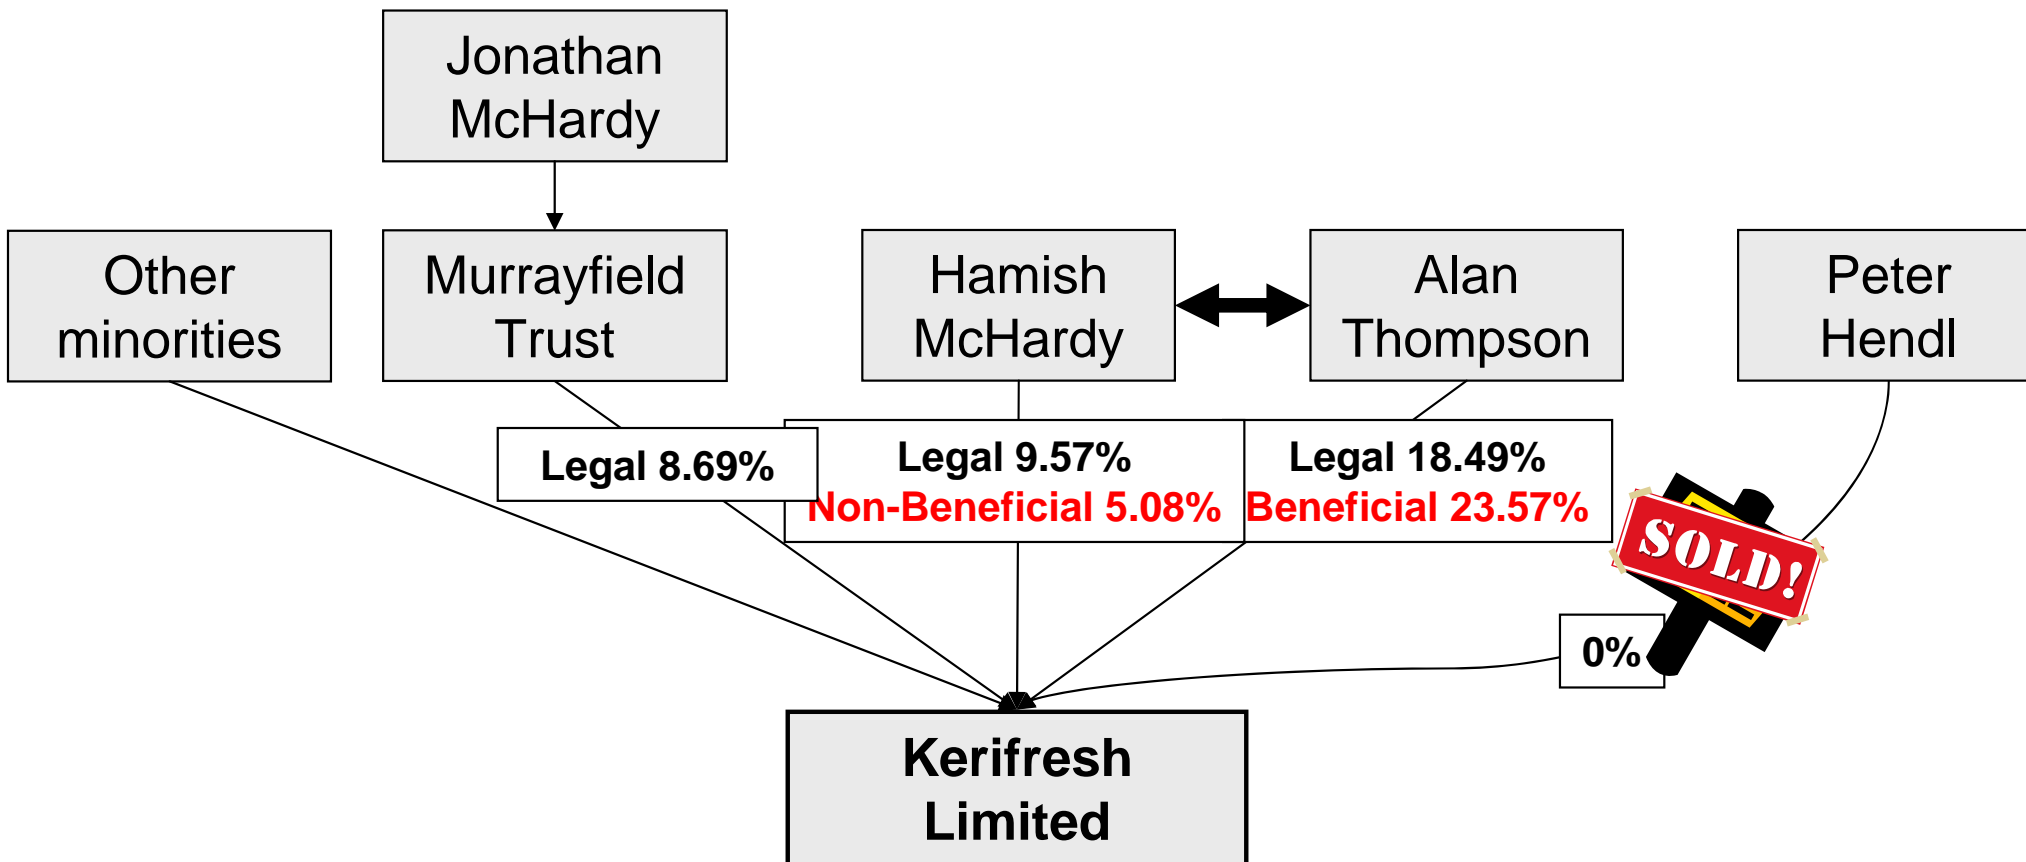 Jonathan
McHardy
Other
minorities
Murrayfield
Trust
Hamish
McHardy
Alan
Thompson
Peter
Hendl
Legal 8.69%
Legal 9.57%
Non-Beneficial 5.08%
Legal 18.49%
Beneficial 23.57%
SOLD!
0%
Kerifresh
Limited